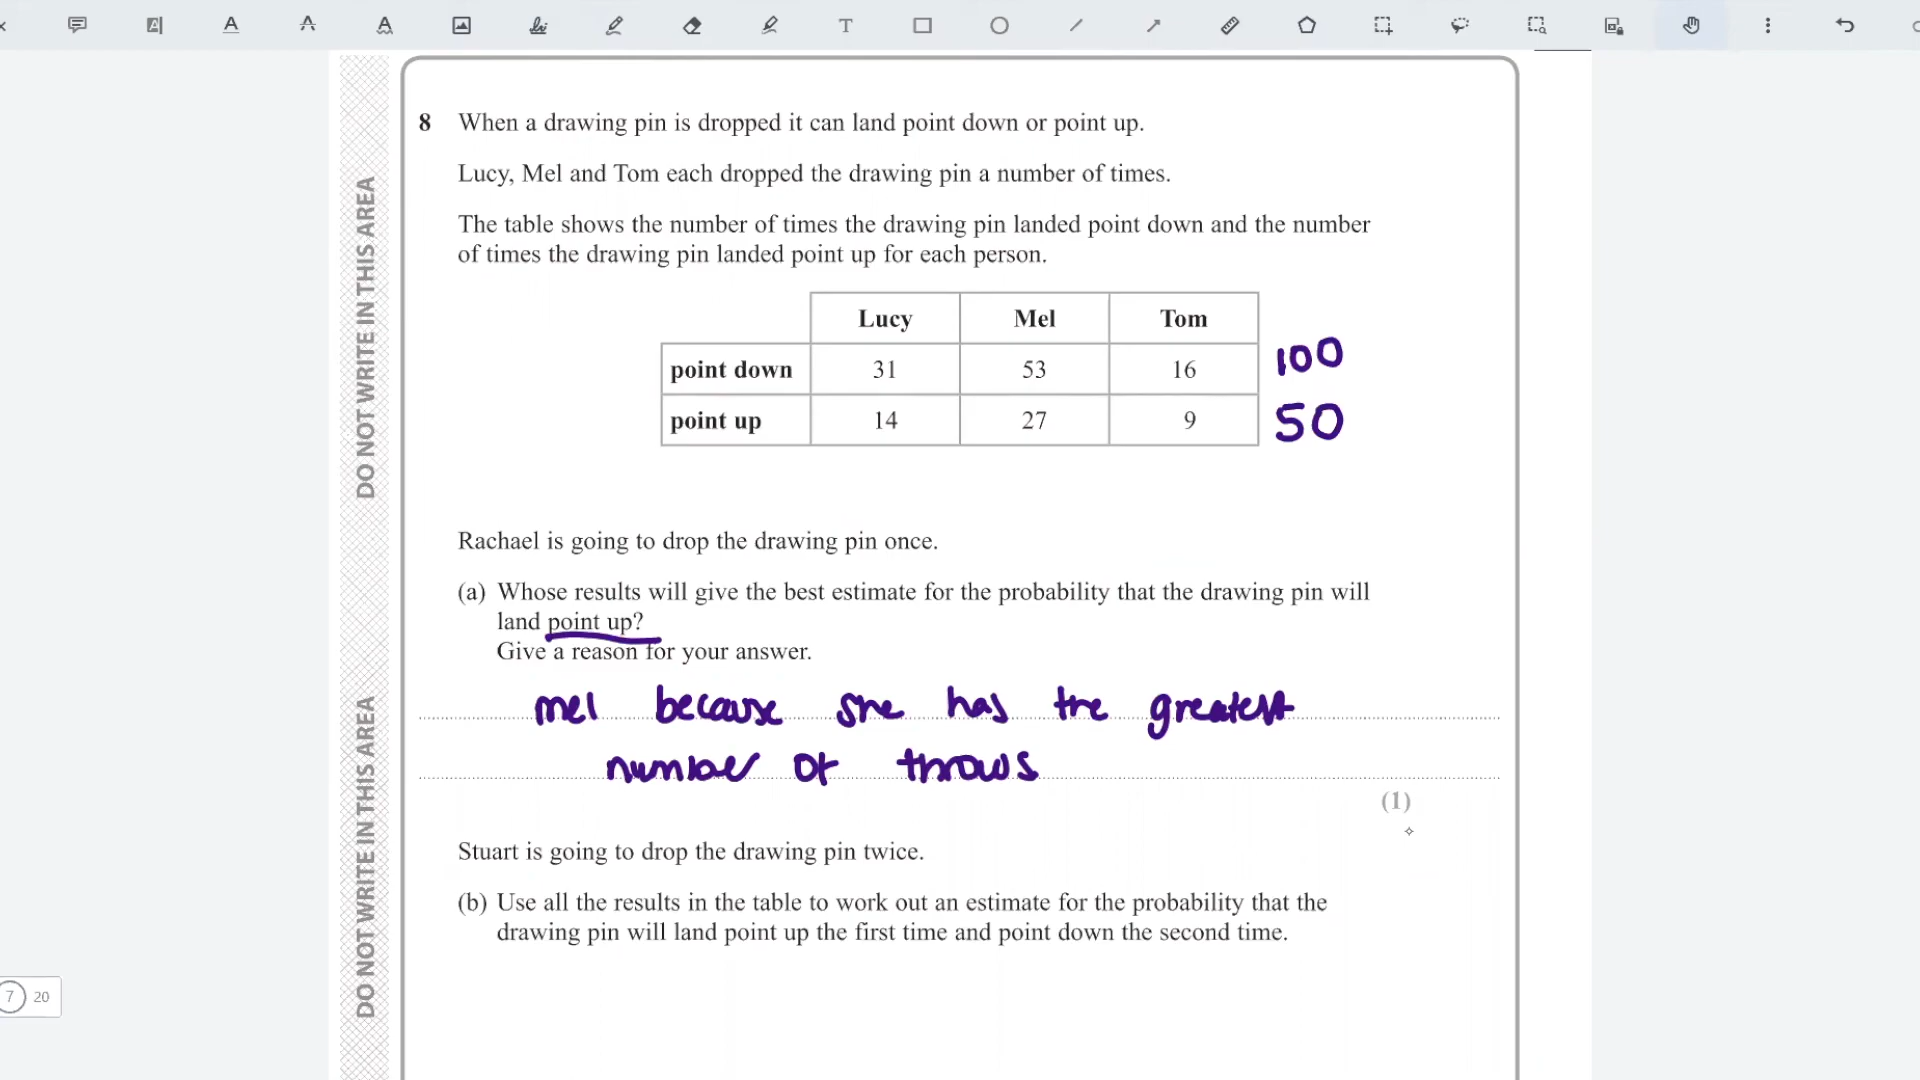 8 When a drawing pin is dropped it can land point down or point up.
Lucy, Mel and Tom each dropped the drawing pin a number of times.
The table shows the number of times the drawing pin landed point down and the number
of times the drawing pin landed point up for each person.
Lucy Mel Tom
point down 31 53 16 100
point up 14 27 9 50
Rachael is going to drop the drawing pin once.
(a) Whose results will give the best estimate for the probability that the drawing pin will
land point up?
Give a reason for your answer.
mel because she has the greatest
number of throws
(1)
Stuart is going to drop the drawing pin twice.
(b) Use all the results in the table to work out an estimate for the probability that the
drawing pin will land point up the first time and point down the second time.
DO NOT WRITE IN THIS AREA
DO NOT WRITE IN THIS AREA
7 20